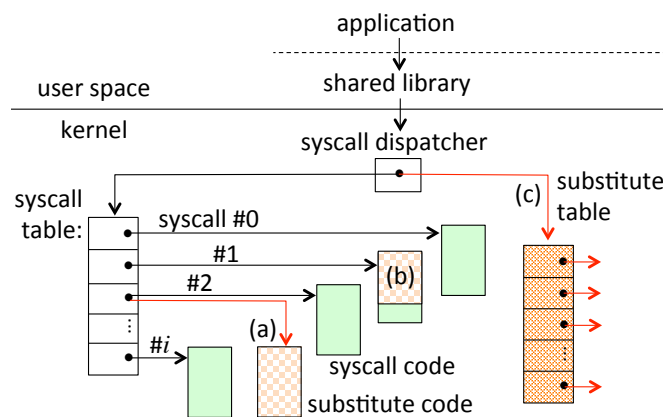 application
shared library
user space
kernel
syscall dispatcher
syscall
table:
syscall #0
(c)
substitute
table
#1
#2
(b)
(a)
#i
syscall code
substitute code